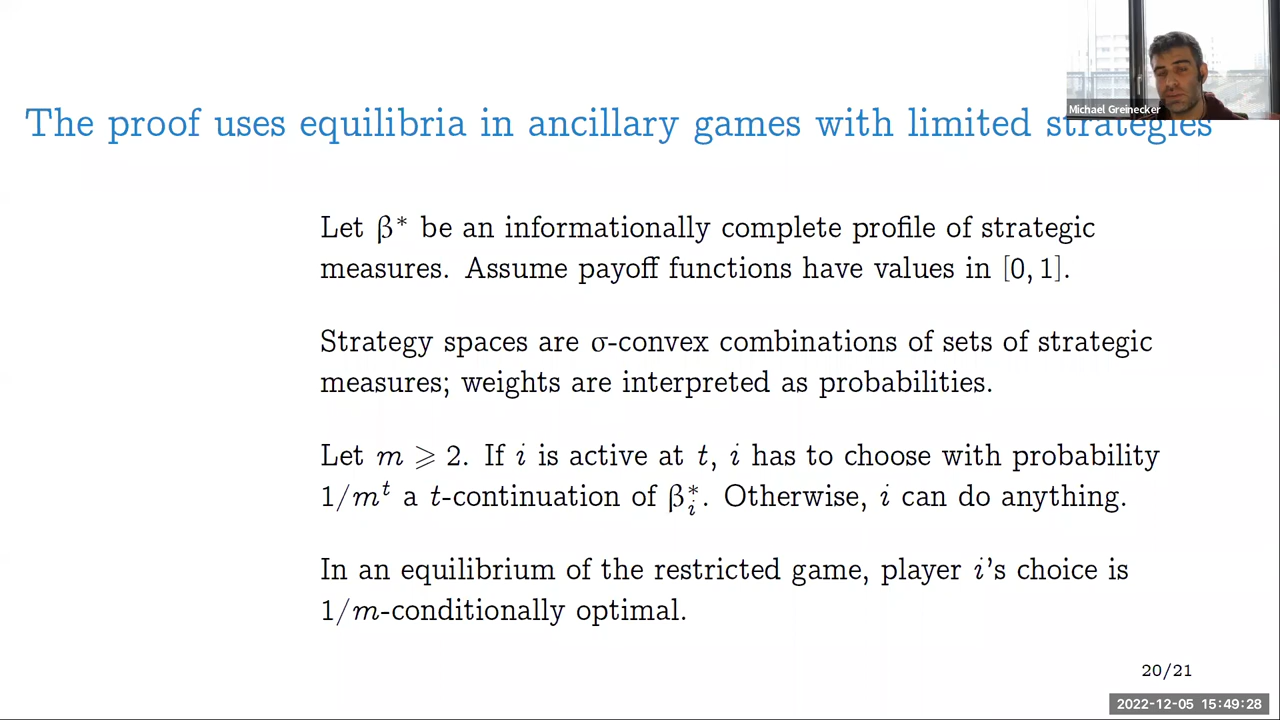 Michael Greinecker
The proof uses equilibria in ancillary games with limited strategies
Let β* be an informationally complete profile of strategic
measures. Assume payoff functions have values in [0, 1].
Strategy spaces are σ-convex combinations of sets of strategic
measures; weights are interpreted as probabilities.
Let m ⩾ 2. If i is active at t, i has to choose with probability
1/mᵗ a t-continuation of βᵢ*. Otherwise, i can do anything.
In an equilibrium of the restricted game, player i's choice is
1/m-conditionally optimal.
20/21
2022-12-05 15:49:28